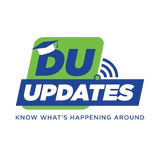 DU
UPDATES
KNOW WHAT'S HAPPENING AROUND